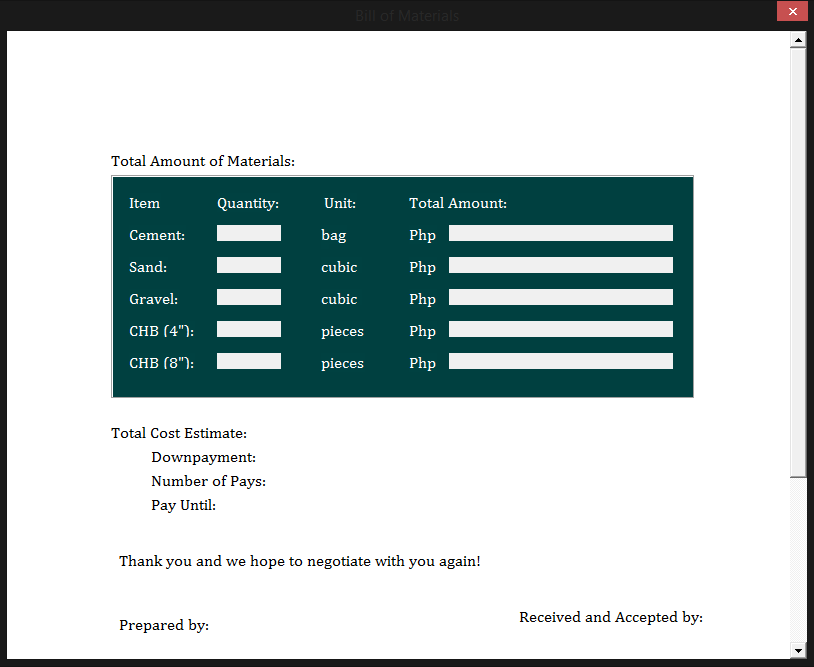 Bill of Materials
Total Amount of Materials:
Item Quantity: Unit: Total Amount:
Cement: bag Php
Sand: cubic Php
Gravel: cubic Php
CHB (4"): pieces Php
CHB (8"): pieces Php
Total Cost Estimate:
Downpayment:
Number of Pays:
Pay Until:
Thank you and we hope to negotiate with you again!
Received and Accepted by:
Prepared by: